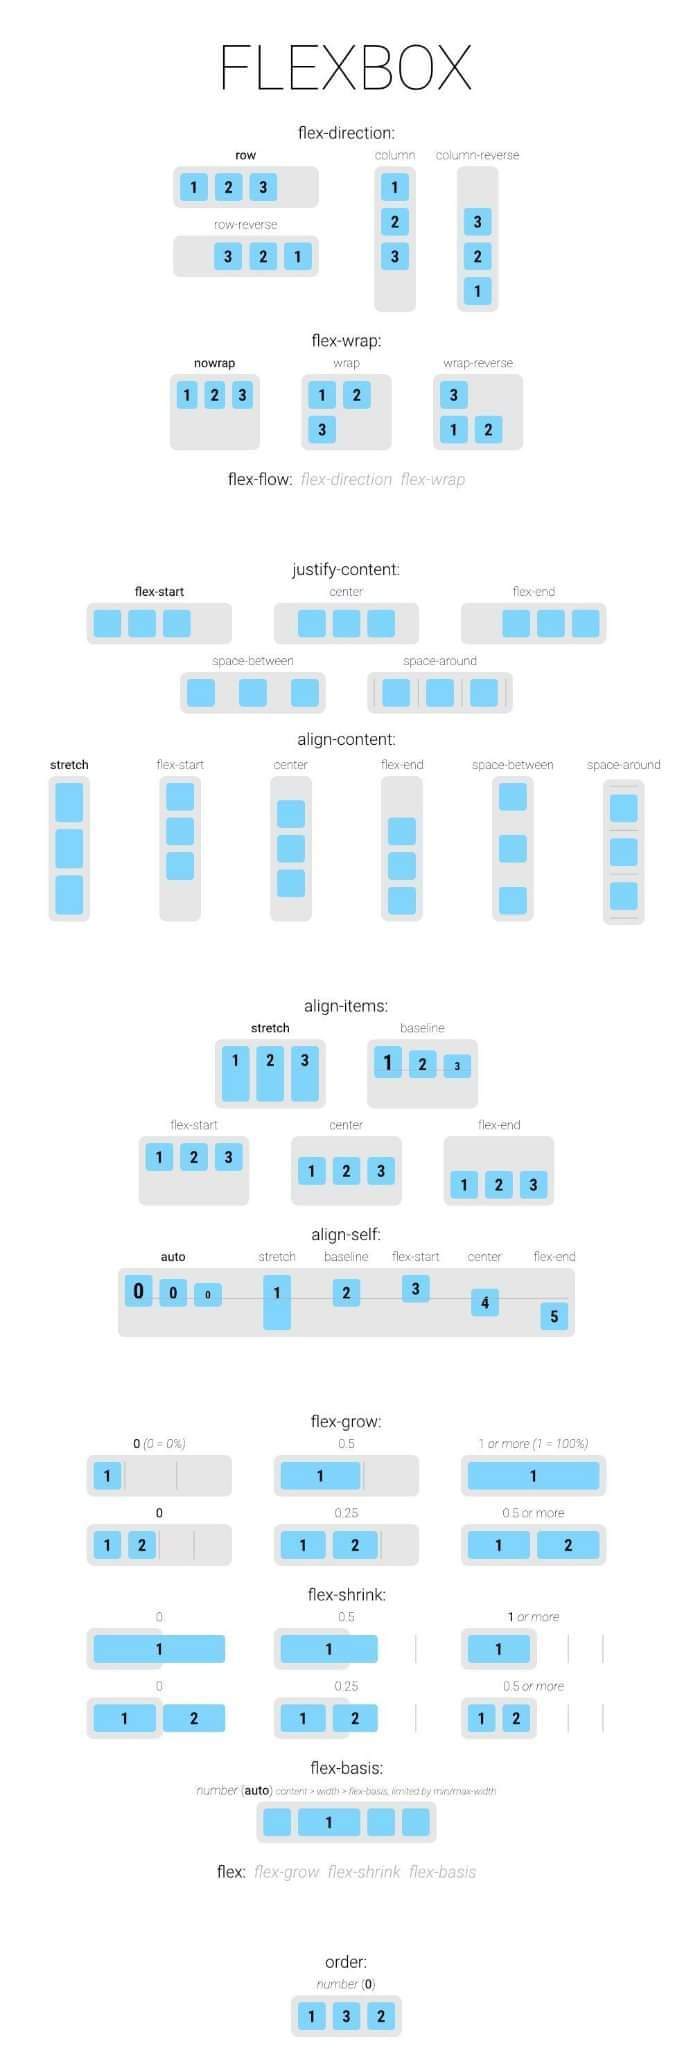 FLEXBOX
flex-direction:
row
column
column-reverse
1 2 3
row-reverse
3 2 1
1
2
3
3
2
1
flex-wrap:
nowrap
wrap
wrap-reverse
1 2 3
1 2
3
3
1 2
flex-flow: flex-direction flex-wrap
justify-content:
flex-start
center
flex-end
space-between
space-around
align-content:
stretch
flex-start
center
flex-end
space-between
space-around
align-items:
stretch
baseline
1 2 3
1 2 3
flex-start
center
flex-end
1 2 3
1 2 3
1 2 3
align-self:
auto
stretch
baseline
flex-start
center
flex-end
0 0 0
1
2
3
4
5
flex-grow:
0 (0 = 0%)
0.5
1 or more (1 = 100%)
1
1
1
0
0.25
0.5 or more
1 2
1 2
1 2
flex-shrink:
0
0.5
1 or more
1
1
1
0
0.25
0.5 or more
1 2
1 2
1 2
flex-basis:
number (auto) content > width > flex-basis, limited by min/max-width
1
flex: flex-grow flex-shrink flex-basis
order:
number (0)
1 3 2